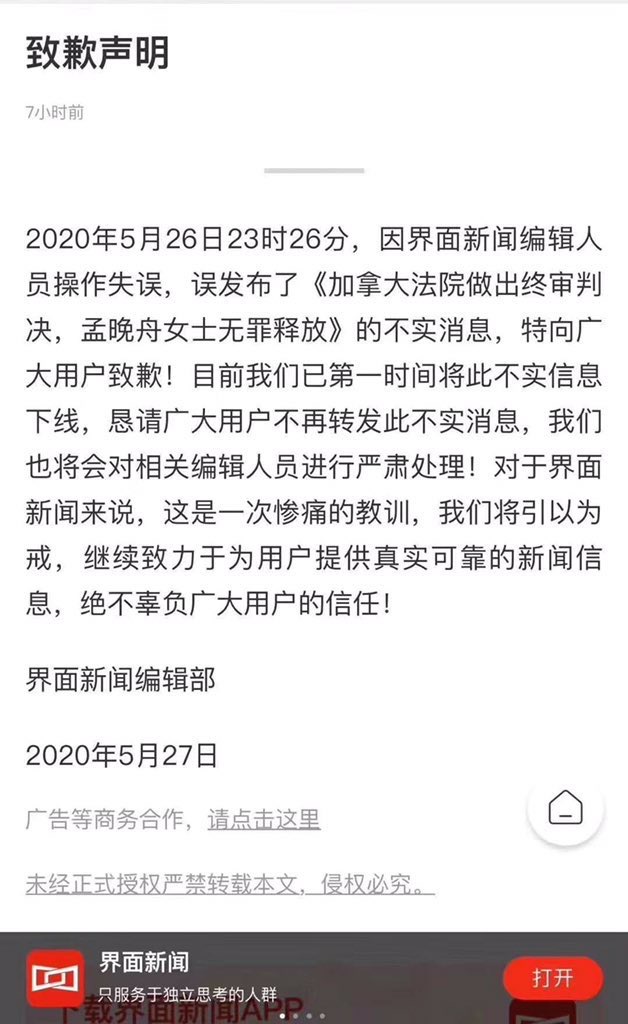 致歉声明
7小时前
2020年5月26日23时26分，因界面新闻编辑人
员操作失误，误发布了《加拿大法院做出终审判
决，孟晚舟女士无罪释放》的不实消息，特向广
大用户致歉！目前我们已第一时间将此不实信息
下线，恳请广大用户不再转发此不实消息，我们
也将会对相关编辑人员进行严肃处理！对于界面
新闻来说，这是一次惨痛的教训，我们将引以为
戒，继续致力于为用户提供真实可靠的新闻信
息，绝不辜负广大用户的信任！
界面新闻编辑部
2020年5月27日
广告等商务合作，请点击这里
未经正式授权严禁转载本文，侵权必究。
界面新闻
只服务于独立思考的人群
打开
下载界面新闻APP